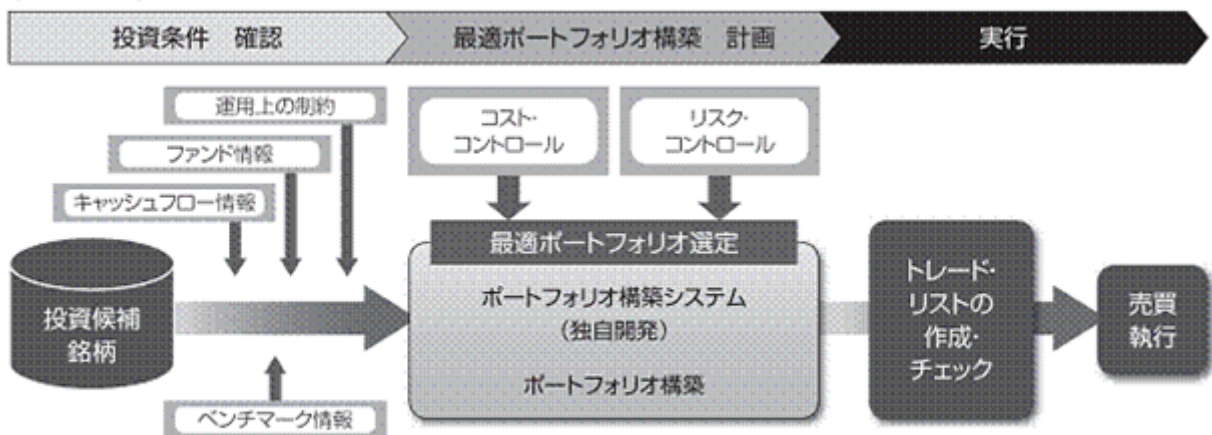 投資条件 確認
最適ポートフォリオ構築 計画
実行
運用上の制約
ファンド情報
キャッシュフロー情報
コスト・
コントロール
リスク・
コントロール
投資候補
銘柄
最適ポートフォリオ選定
ポートフォリオ構築システム
（独自開発）
ポートフォリオ構築
ベンチマーク情報
トレード・
リストの
作成・
チェック
売買
執行